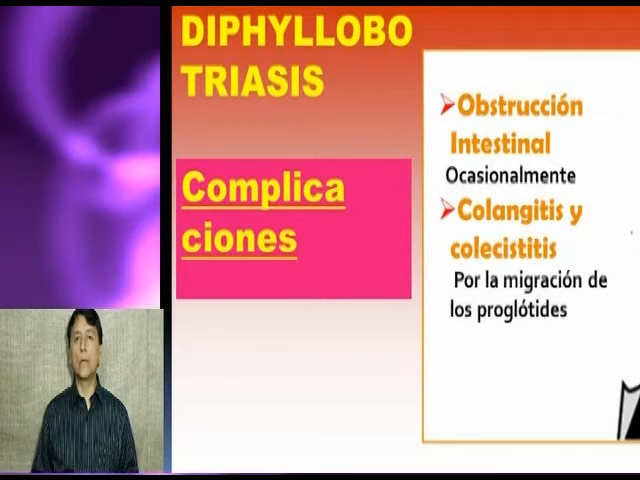 DIPHYLLOBO
TRIASIS
Complica
ciones
Obstrucción
Intestinal
Ocasionalmente
Colangitis y
colecistitis
Por la migración de
los proglótides